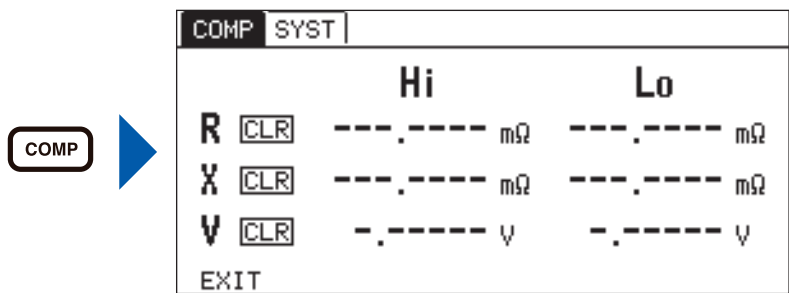 COMP
COMP SYST
Hi Lo
R CLR ---.---- mΩ ---.---- mΩ
X CLR ---.---- mΩ ---.---- mΩ
V CLR -.----- V -.----- V
EXIT